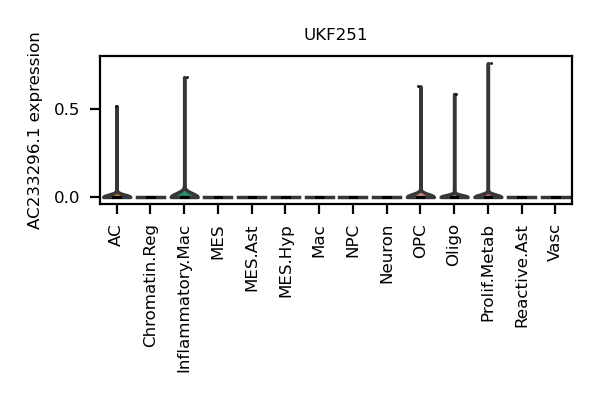 UKF251
AC233296.1 expression
0.5
0.0
AC
Chromatin.Reg
Inflammatory.Mac
MES
MES.Ast
MES.Hyp
Mac
NPC
Neuron
OPC
Oligo
Prolif.Metab
Reactive.Ast
Vasc